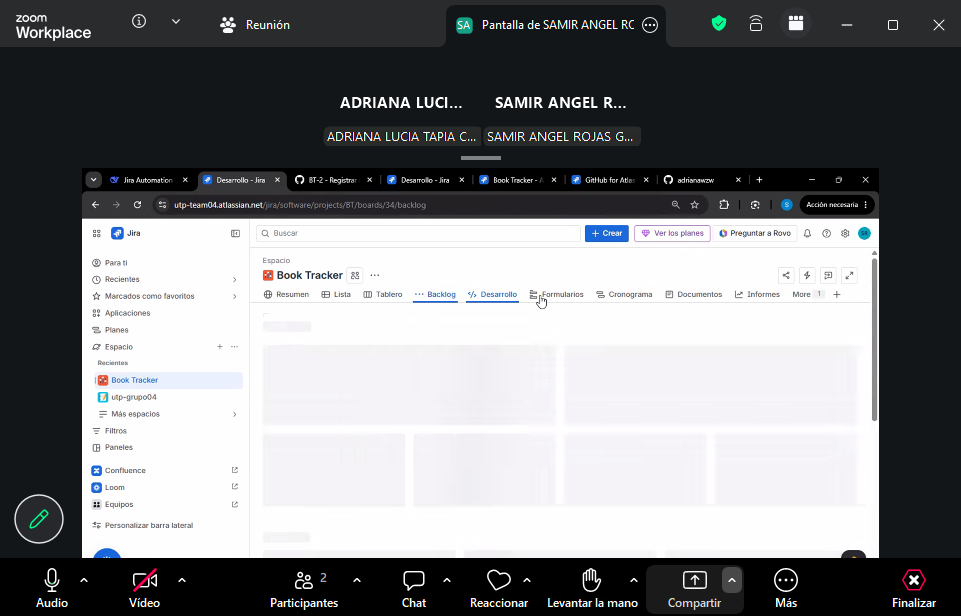 zoom
Workplace
Reunión
SA Pantalla de SAMIR ANGEL RC
ADRIANA LUCI... SAMIR ANGEL R...
ADRIANA LUCIA TAPIA C... SAMIR ANGEL ROJAS G...
Jira Automation
Desarrollo - Jira
BT-2 - Registrar
Desarrollo - Jira
Book Tracker - A
GitHub for Atlas
adrianawzw
utp-team04.atlassian.net/jira/software/projects/BT/boards/34/backlog
S
Acción necesaria
Jira
Buscar
+ Crear
Ver los planes
Preguntar a Rovo
Para ti
Recientes
Marcados como favoritos
Aplicaciones
Planes
Espacio
Recientes
Book Tracker
utp-grupo04
Más espacios
Filtros
Paneles
Confluence
Loom
Equipos
Personalizar barra lateral
Espacio
Book Tracker
Resumen Lista Tablero Backlog Desarrollo Formularios Cronograma Documentos Informes More 1
Audio
Vídeo
Participantes 2
Chat
Reaccionar
Levantar la mano
Compartir
Más
Finalizar